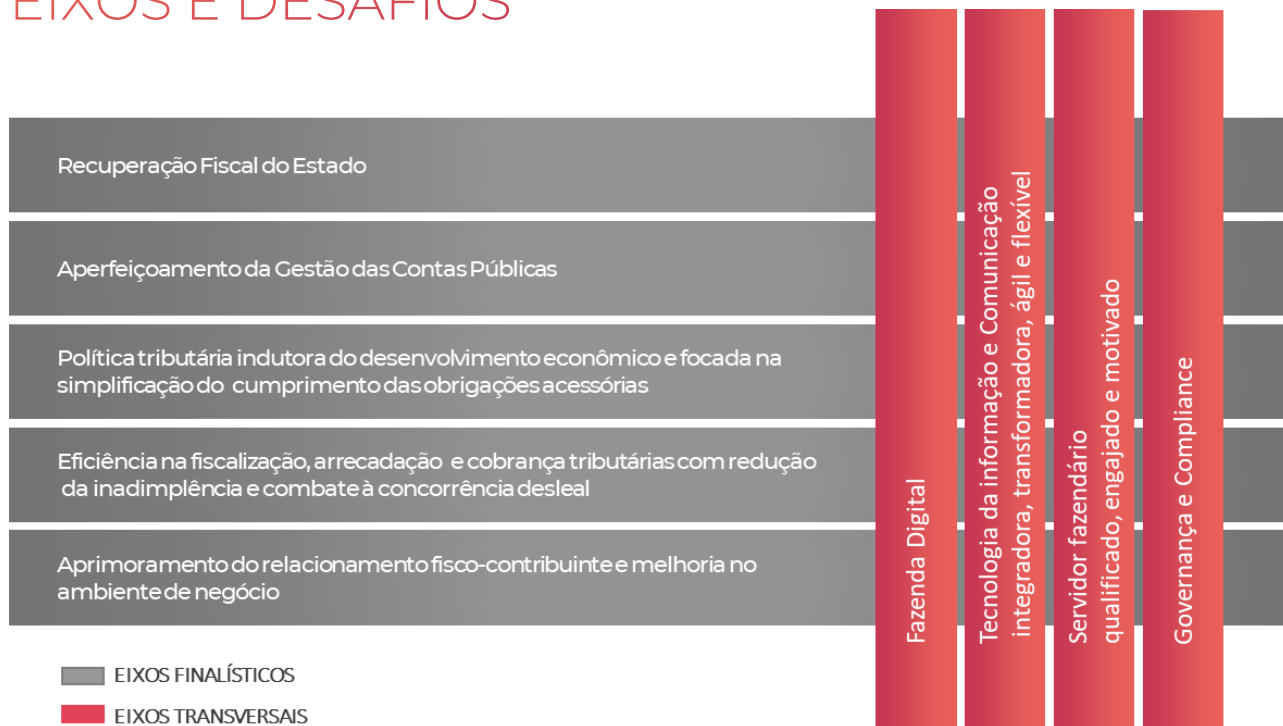 EIXOS E DESAFIOS
Recuperação Fiscal do Estado
Aperfeiçoamento da Gestão das Contas Públicas
Política tributária indutora do desenvolvimento econômico e focada na
simplificação do cumprimento das obrigações acessórias
Eficiência na fiscalização, arrecadação e cobrança tributárias com redução
da inadimplência e combate à concorrência desleal
Aprimoramento do relacionamento fisco-contribuinte e melhoria no
ambiente de negócio
Fazenda Digital
Tecnologia da informação e Comunicação
integradora, transformadora, ágil e flexível
Servidor fazendário
qualificado, engajado e motivado
Governança e Compliance
EIXOS FINALÍSTICOS
EIXOS TRANSVERSAIS